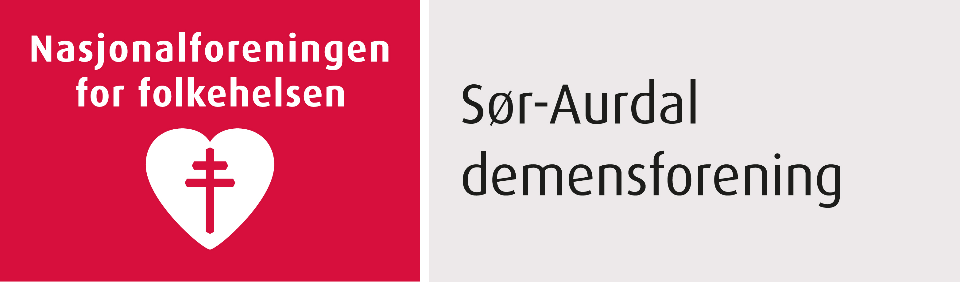 Nasjonalforeningen
for folkehelsen
Sør-Aurdal
demensforening